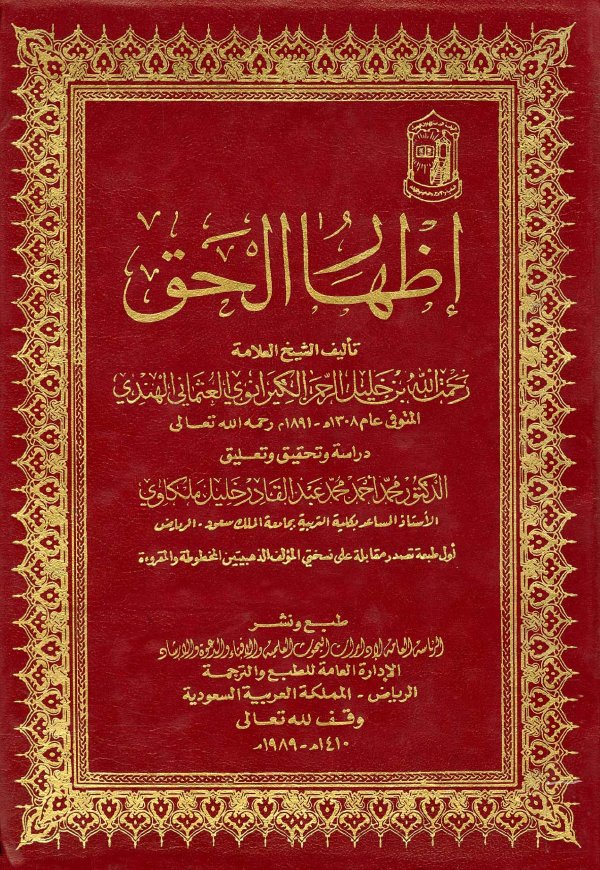 إظهار الحق
تأليف الشيخ العلامة
رحمت الله بن خليل الرحمن الكيرانوي العثماني الهندي
المتوفى عام ١٣٠٨هـ - ١٨٩١م رحمه الله تعالى
دراسة وتحقيق وتعليق
الدكتور محمد أحمد محمد عبد القادر خليل ملكاوي
الأستاذ المساعد بكلية التربية بجامعة الملك سعود - الرياض
أول طبعة تصدر مقابلة على نسختي المؤلف الذهبيتين المخطوطة والمقروءة
طبع ونشر
الرئاسة العامة لإدارات البحوث العلمية والإفتاء والدعوة والإرشاد
الإدارة العامة للطبع والترجمة
الرياض - المملكة العربية السعودية
وقف لله تعالى
١٤١٠هـ - ١٩٨٩م